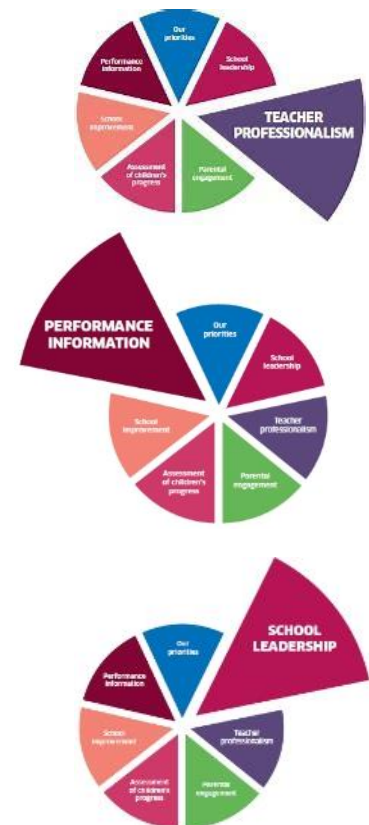 Our
priorities
Performance
information
School
leadership
TEACHER
PROFESSIONALISM
School
improvement
Assessment
of children's
progress
Parental
engagement
PERFORMANCE
INFORMATION
Our
priorities
School
leadership
School
improvement
Teacher
professionalism
Assessment
of children's
progress
Parental
engagement
SCHOOL
LEADERSHIP
Our
priorities
Performance
information
School
improvement
Teacher
professionalism
Assessment
of children's
progress
Parental
engagement